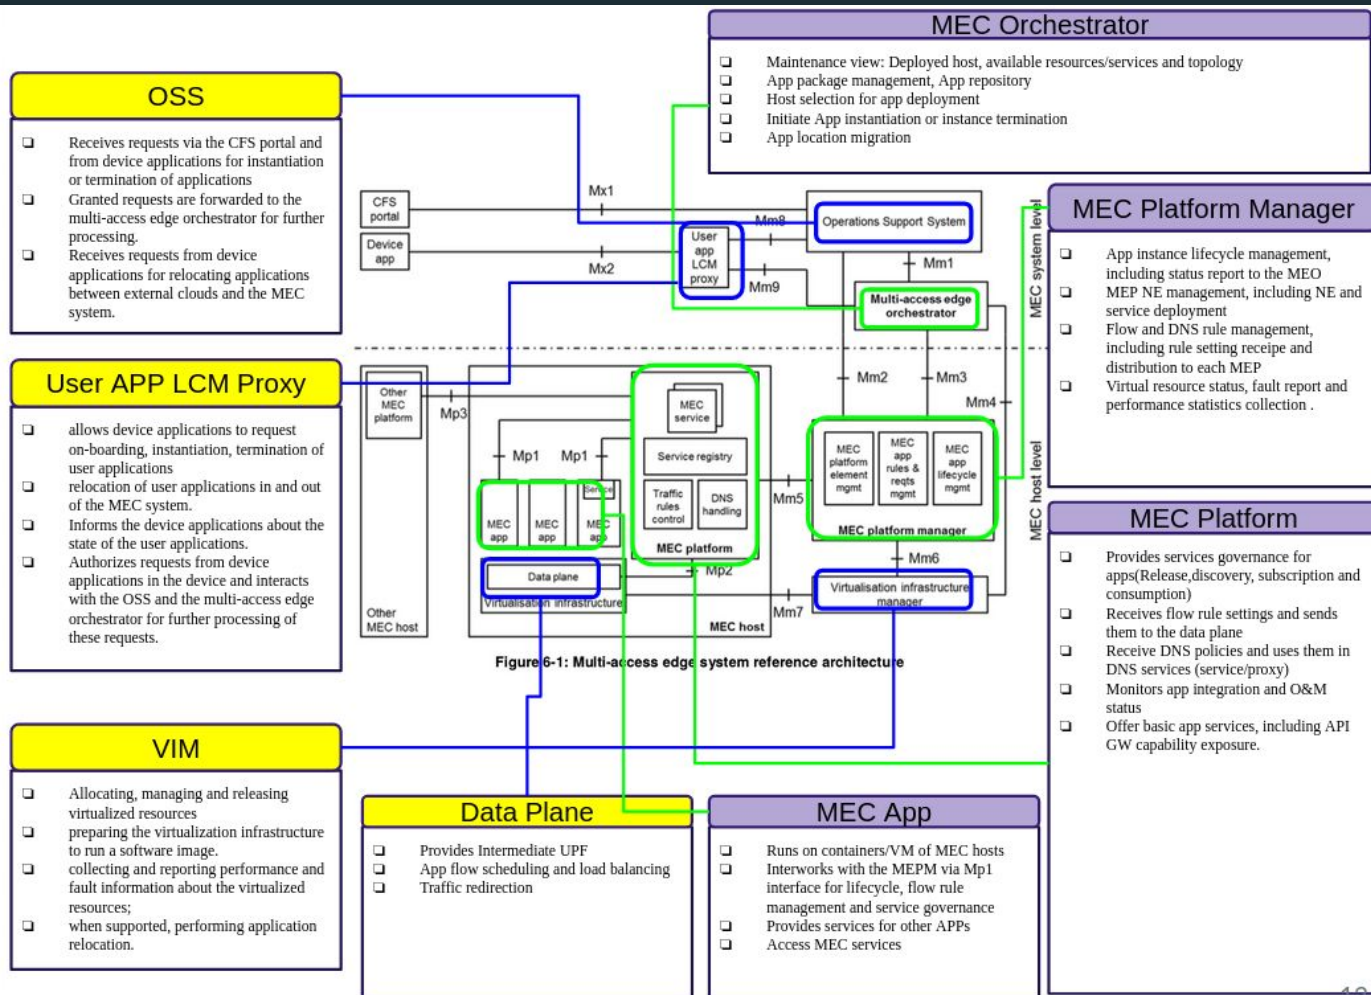 MEC Orchestrator
Maintenance view: Deployed host, available resources/services and topology
App package management, App repository
Host selection for app deployment
Initiate App instantiation or instance termination
App location migration
OSS
Receives requests via the CFS portal and
from device applications for instantiation
or termination of applications
Granted requests are forwarded to the
multi-access edge orchestrator for further
processing.
Receives requests from device
applications for relocating applications
between external clouds and the MEC
system.
User APP LCM Proxy
allows device applications to request
on-boarding, instantiation, termination of
user applications
relocation of user applications in and out
of the MEC system.
Informs the device applications about the
state of the user applications.
Authorizes requests from device
applications in the device and interacts
with the OSS and the multi-access edge
orchestrator for further processing of
these requests.
VIM
Allocating, managing and releasing
virtualized resources
preparing the virtualization infrastructure
to run a software image.
collecting and reporting performance and
fault information about the virtualized
resources;
when supported, performing application
relocation.
CFS
portal
Device
app
Mx1
Mx2
User
app
LCM
proxy
Mm8
Mm9
Operations Support System
Mm1
Multi-access edge
orchestrator
MEC system level
Mm2
Mm3
Mm4
MEC host level
Other
MEC
platform
Mp3
Other
MEC host
Mp1
Mp1
MEC
service
Service registry
Traffic
rules
control
DNS
handling
MEC platform
Service
MEC
app
MEC
app
MEC
app
Data plane
Virtualisation infrastructure
Mp2
MEC host
Mm5
MEC
platform
element
mgmt
MEC
app
rules &
reqts
mgmt
MEC
app
lifecycle
mgmt
MEC platform manager
Mm6
Mm7
Virtualisation infrastructure
manager
Figure 6-1: Multi-access edge system reference architecture
MEC Platform Manager
App instance lifecycle management,
including status report to the MEO
MEP NE management, including NE and
service deployment
Flow and DNS rule management,
including rule setting receipe and
distribution to each MEP
Virtual resource status, fault report and
performance statistics collection .
MEC Platform
Provides services governance for
apps(Release,discovery, subscription and
consumption)
Receives flow rule settings and sends
them to the data plane
Receive DNS policies and uses them in
DNS services (service/proxy)
Monitors app integration and O&M
status
Offer basic app services, including API
GW capability exposure.
Data Plane
Provides Intermediate UPF
App flow scheduling and load balancing
Traffic redirection
MEC App
Runs on containers/VM of MEC hosts
Interworks with the MEPM via Mp1
interface for lifecycle, flow rule
management and service governance
Provides services for other APPs
Access MEC services